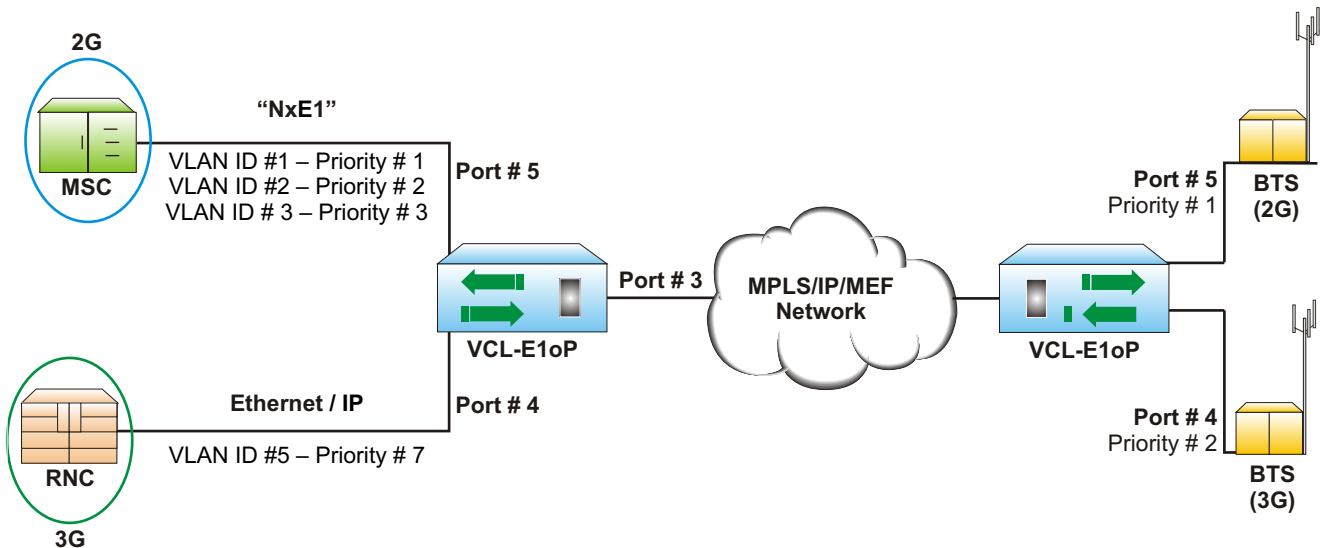 2G
MSC
“NxE1”
VLAN ID #1 – Priority # 1
VLAN ID #2 – Priority # 2
VLAN ID # 3 – Priority # 3
Port # 5
VCL-E1oP
Port # 3
MPLS/IP/MEF
Network
VCL-E1oP
Port # 5
Priority # 1
BTS
(2G)
RNC
3G
Ethernet / IP
VLAN ID #5 – Priority # 7
Port # 4
Port # 4
Priority # 2
BTS
(3G)